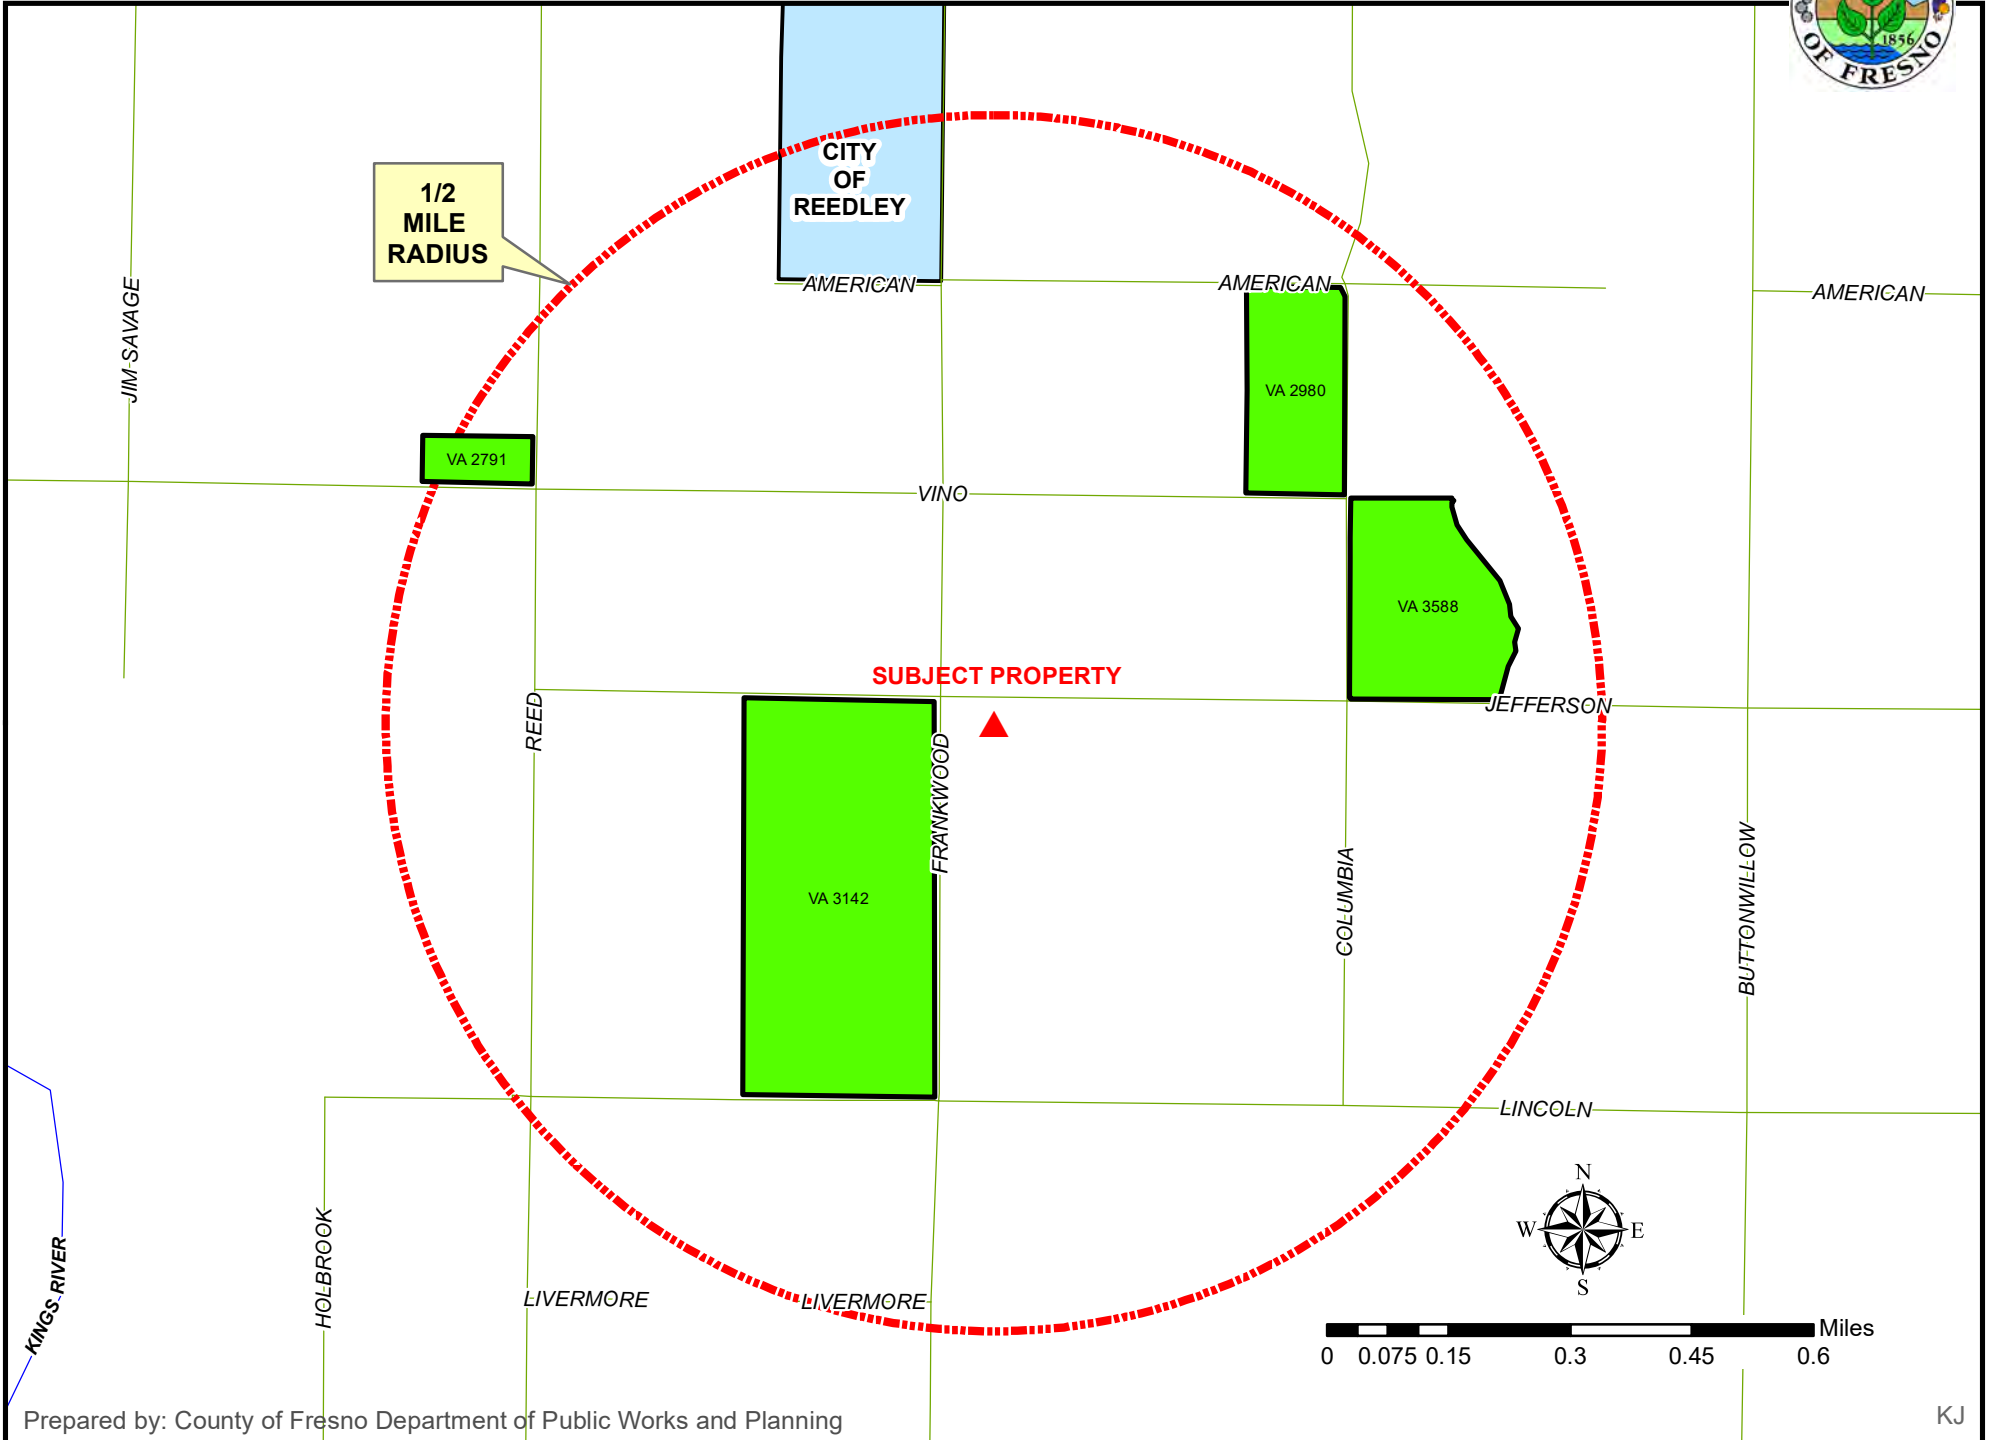 1856
OF FRESNO
CITY
OF
REEDLEY
1/2
MILE
RADIUS
AMERICAN
AMERICAN
AMERICAN
JIM SAVAGE
VA 2980
VA 2791
VINO
VA 3588
SUBJECT PROPERTY
REED
JEFFERSON
FRANKWOOD
VA 3142
COLUMBIA
BUTTONWILLOW
LINCOLN
N
W E
S
HOLBROOK
KINGS RIVER
LIVERMORE
LIVERMORE
Miles
0 0.075 0.15 0.3 0.45 0.6
Prepared by: County of Fresno Department of Public Works and Planning
KJ